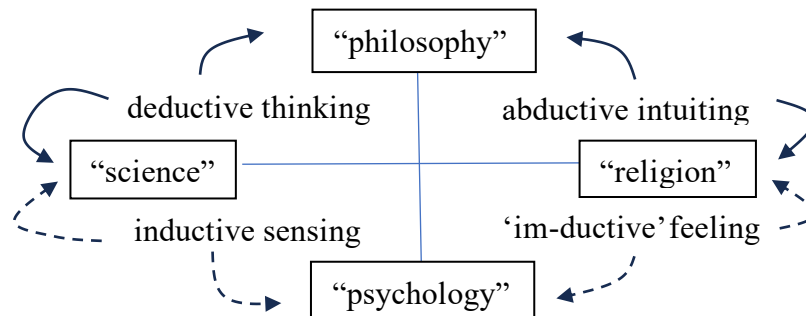 “philosophy”
deductive thinking
abductive intuiting
“science”
“religion”
inductive sensing
‘im-ductive’ feeling
“psychology”